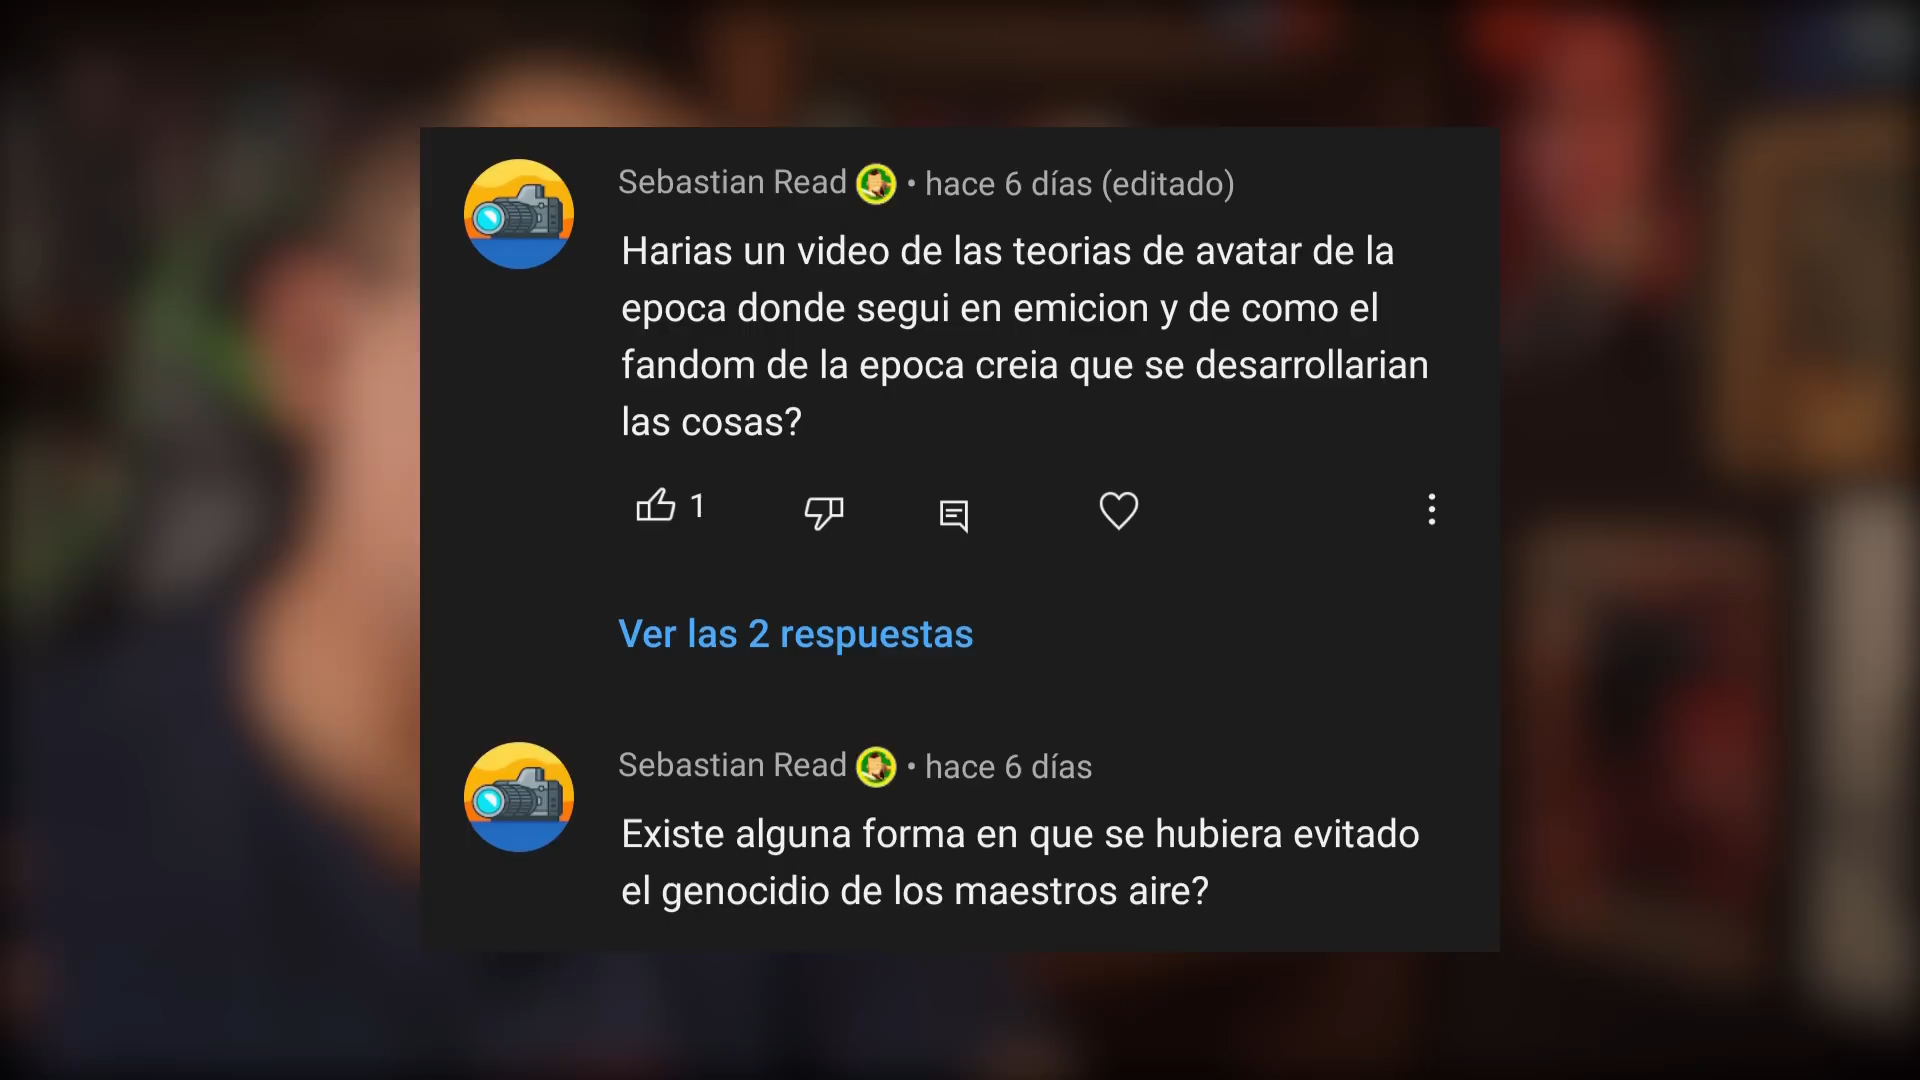 Sebastian Read • hace 6 días (editado)
Harias un video de las teorias de avatar de la
epoca donde segui en emicion y de como el
fandom de la epoca creia que se desarrollarian
las cosas?
1
Ver las 2 respuestas
Sebastian Read • hace 6 días
Existe alguna forma en que se hubiera evitado
el genocidio de los maestros aire?